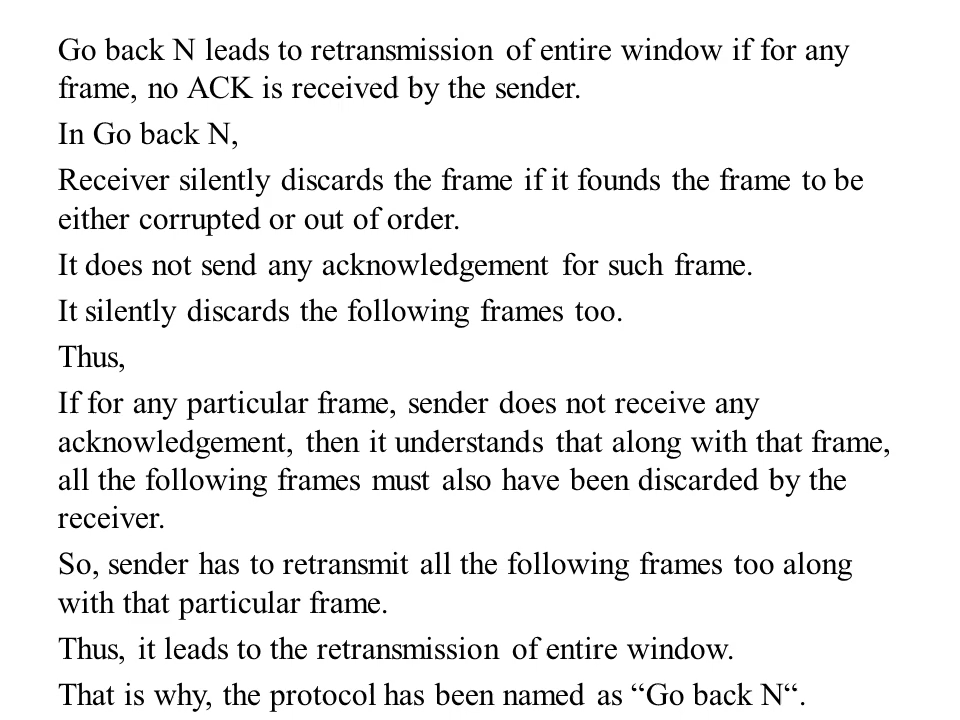 Go back N leads to retransmission of entire window if for any
frame, no ACK is received by the sender.
In Go back N,
Receiver silently discards the frame if it founds the frame to be
either corrupted or out of order.
It does not send any acknowledgement for such frame.
It silently discards the following frames too.
Thus,
If for any particular frame, sender does not receive any
acknowledgement, then it understands that along with that frame,
all the following frames must also have been discarded by the
receiver.
So, sender has to retransmit all the following frames too along
with that particular frame.
Thus, it leads to the retransmission of entire window.
That is why, the protocol has been named as “Go back N“.